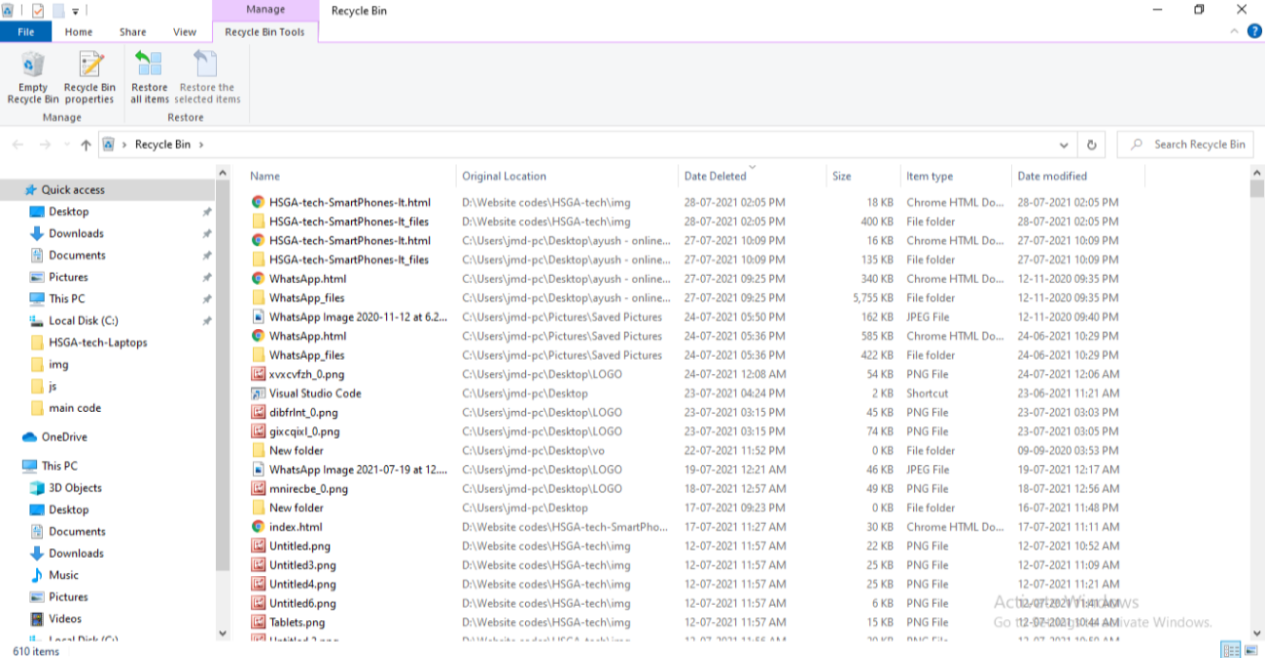 Manage Recycle Bin
File Home Share View Recycle Bin Tools
Empty Recycle Bin Restore Restore the
Recycle Bin properties all items selected items
Manage Restore
Recycle Bin Search Recycle Bin
Name Original Location Date Deleted Size Item type Date modified
Quick access
Desktop
Downloads
Documents
Pictures
This PC
Local Disk (C:)
HSGA-tech-Laptops
img
js
main code
OneDrive
This PC
3D Objects
Desktop
Documents
Downloads
Music
Pictures
Videos
Local Disk (C:)
HSGA-tech-SmartPhones-lt.html D:\Website codes\HSGA-tech\img 28-07-2021 02:05 PM 18 KB Chrome HTML Do... 28-07-2021 02:05 PM
HSGA-tech-SmartPhones-lt_files D:\Website codes\HSGA-tech\img 28-07-2021 02:05 PM 400 KB File folder 28-07-2021 02:05 PM
HSGA-tech-SmartPhones-lt.html C:\Users\jmd-pc\Desktop\ayush - online... 27-07-2021 10:09 PM 16 KB Chrome HTML Do... 27-07-2021 10:09 PM
HSGA-tech-SmartPhones-lt_files C:\Users\jmd-pc\Desktop\ayush - online... 27-07-2021 10:09 PM 135 KB File folder 27-07-2021 10:09 PM
WhatsApp.html C:\Users\jmd-pc\Desktop\ayush - online... 27-07-2021 09:25 PM 340 KB Chrome HTML Do... 12-11-2020 09:35 PM
WhatsApp_files C:\Users\jmd-pc\Desktop\ayush - online... 27-07-2021 09:25 PM 5,755 KB File folder 12-11-2020 09:35 PM
WhatsApp Image 2020-11-12 at 6.2... C:\Users\jmd-pc\Pictures\Saved Pictures 24-07-2021 05:50 PM 162 KB JPEG File 12-11-2020 09:40 PM
WhatsApp.html C:\Users\jmd-pc\Pictures\Saved Pictures 24-07-2021 05:36 PM 585 KB Chrome HTML Do... 24-06-2021 10:29 PM
WhatsApp_files C:\Users\jmd-pc\Pictures\Saved Pictures 24-07-2021 05:36 PM 422 KB File folder 24-06-2021 10:29 PM
xvxcvfzh_0.png C:\Users\jmd-pc\Desktop\LOGO 24-07-2021 12:08 AM 54 KB PNG File 24-07-2021 12:06 AM
Visual Studio Code C:\Users\jmd-pc\Desktop 23-07-2021 04:24 PM 2 KB Shortcut 23-06-2021 11:21 AM
dibfrlnt_0.png C:\Users\jmd-pc\Desktop\LOGO 23-07-2021 03:15 PM 45 KB PNG File 23-07-2021 03:03 PM
gixcqixl_0.png C:\Users\jmd-pc\Desktop\LOGO 23-07-2021 03:15 PM 74 KB PNG File 23-07-2021 03:05 PM
New folder C:\Users\jmd-pc\Desktop\vo 22-07-2021 11:52 PM 0 KB File folder 09-09-2020 03:53 PM
WhatsApp Image 2021-07-19 at 12.... C:\Users\jmd-pc\Desktop\LOGO 19-07-2021 12:21 AM 46 KB JPEG File 19-07-2021 12:17 AM
mnirecbe_0.png C:\Users\jmd-pc\Desktop\LOGO 18-07-2021 12:57 AM 49 KB PNG File 18-07-2021 12:56 AM
New folder C:\Users\jmd-pc\Desktop 17-07-2021 09:23 PM 0 KB File folder 16-07-2021 11:48 PM
index.html D:\Website codes\HSGA-tech-SmartPho... 17-07-2021 11:27 AM 30 KB Chrome HTML Do... 17-07-2021 11:11 AM
Untitled.png D:\Website codes\HSGA-tech\img 12-07-2021 11:57 AM 22 KB PNG File 12-07-2021 10:52 AM
Untitled3.png D:\Website codes\HSGA-tech\img 12-07-2021 11:57 AM 25 KB PNG File 12-07-2021 11:09 AM
Untitled4.png D:\Website codes\HSGA-tech\img 12-07-2021 11:57 AM 25 KB PNG File 12-07-2021 11:21 AM
Untitled6.png D:\Website codes\HSGA-tech\img 12-07-2021 11:57 AM 6 KB PNG File 12-07-2021 11:41 AM
Tablets.png D:\Website codes\HSGA-tech\img 12-07-2021 11:57 AM 15 KB PNG File 12-07-2021 10:44 AM
Activate Windows
Go to Settings to activate Windows.
610 items